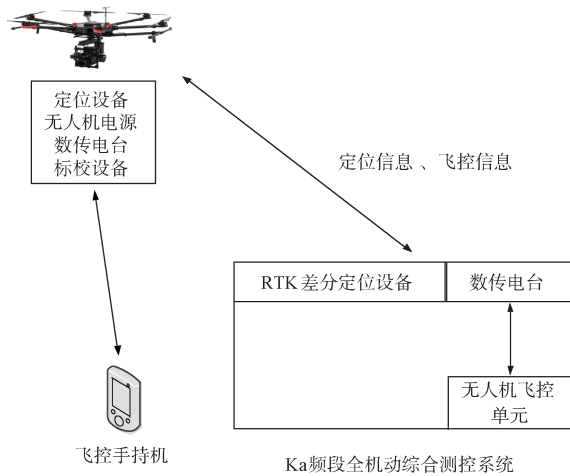 定位设备
无人机电源
数传电台
标校设备
定位信息、飞控信息
RTK差分定位设备
数传电台
无人机飞控
单元
飞控手持机
Ka频段全机动综合测控系统